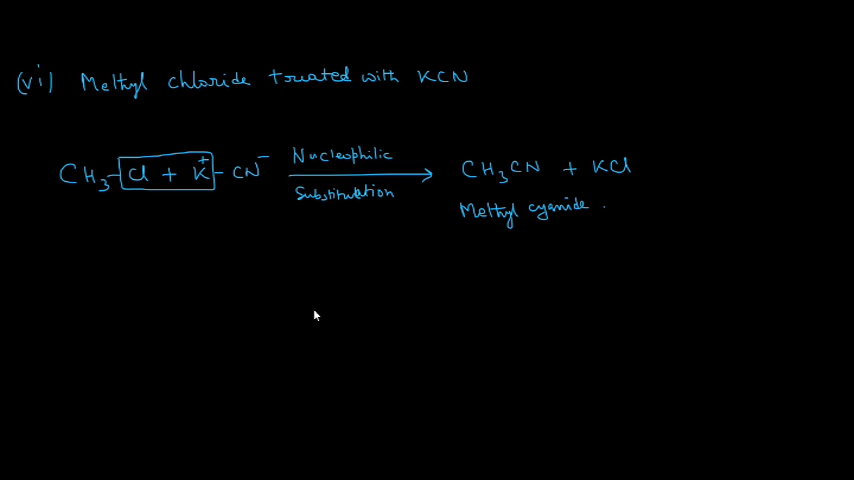 (vi) Methyl chloride treated with KCN
CH₃-Cl + K⁺-CN⁻ Nucleophilic Substitution → CH₃CN + KCl
Methyl cyanide.